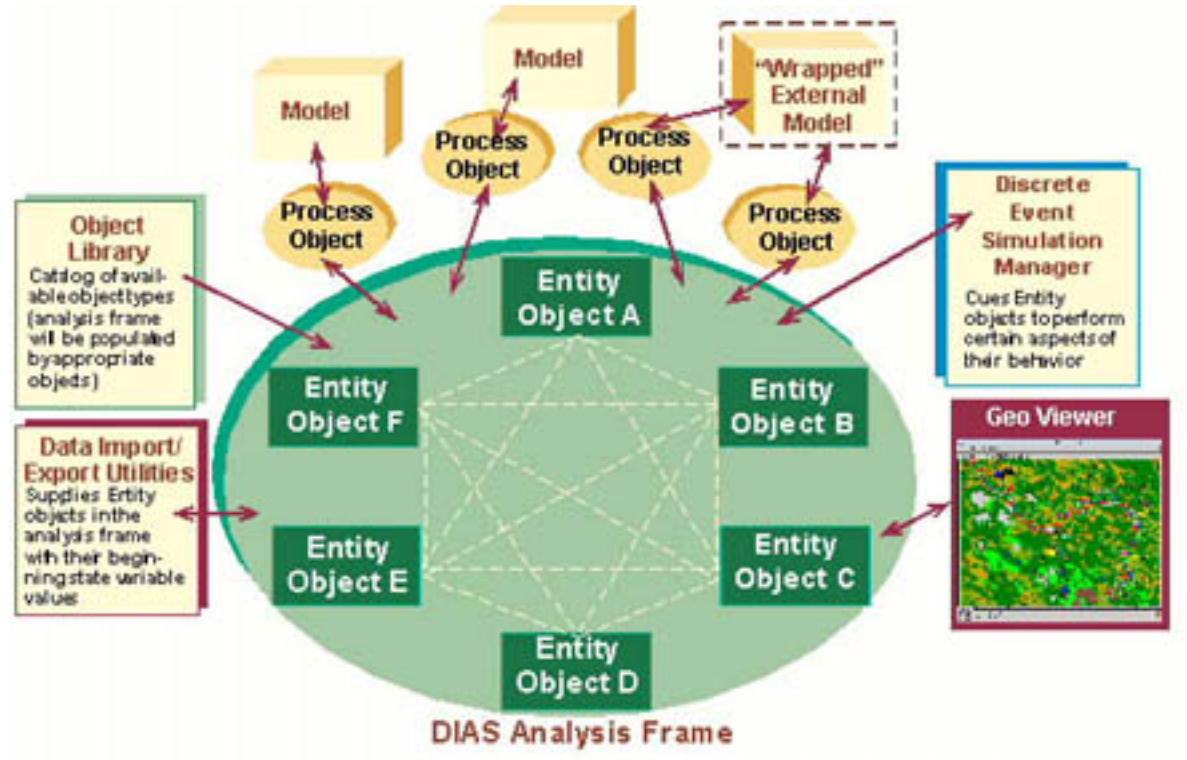 Model
Model
"Wrapped"
External
Model
Process
Object
Process
Object
Process
Object
Process
Object
Object
Library
Catalog of avail-
able object types
(analysis frame
will be populated
by appropriate
objects)
Discrete
Event
Simulation
Manager
Cues Entity
objects to perform
certain aspects of
their behavior
Entity
Object A
Entity
Object F
Entity
Object B
Data Import/
Export Utilities
Supplies Entity
objects in the
analysis frame
with their begin-
ning state variable
values
Geo Viewer
Entity
Object E
Entity
Object C
Entity
Object D
DIAS Analysis Frame